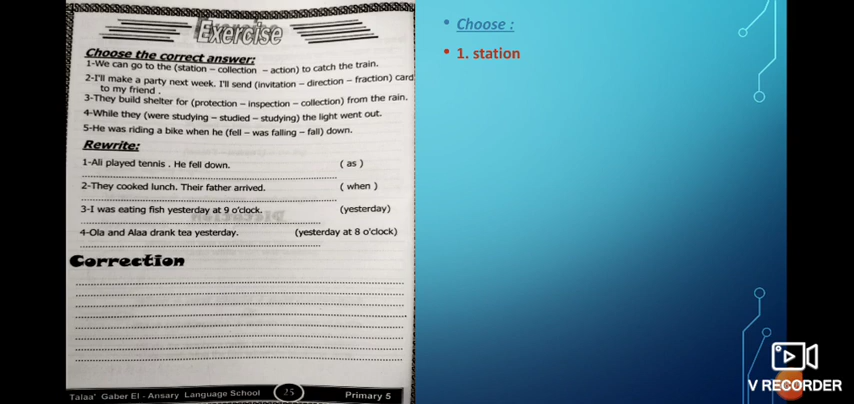 Exercise
Choose the correct answer:
1-We can go to the (station – collection – action) to catch the train.
2-I'll make a party next week. I'll send (invitation – direction – fraction) card
to my friend .
3-They build shelter for (protection – inspection – collection) from the rain.
4-While they (were studying – studied – studying) the light went out.
5-He was riding a bike when he (fell – was falling – fall) down.
Rewrite:
1-Ali played tennis . He fell down. ( as )
2-They cooked lunch. Their father arrived. ( when )
3-I was eating fish yesterday at 9 o'clock. (yesterday)
4-Ola and Alaa drank tea yesterday. (yesterday at 8 o'clock)
Correction
Talaa' Gaber El - Ansary Language School 25 Primary 5
• Choose :
• 1. station
V RECORDER